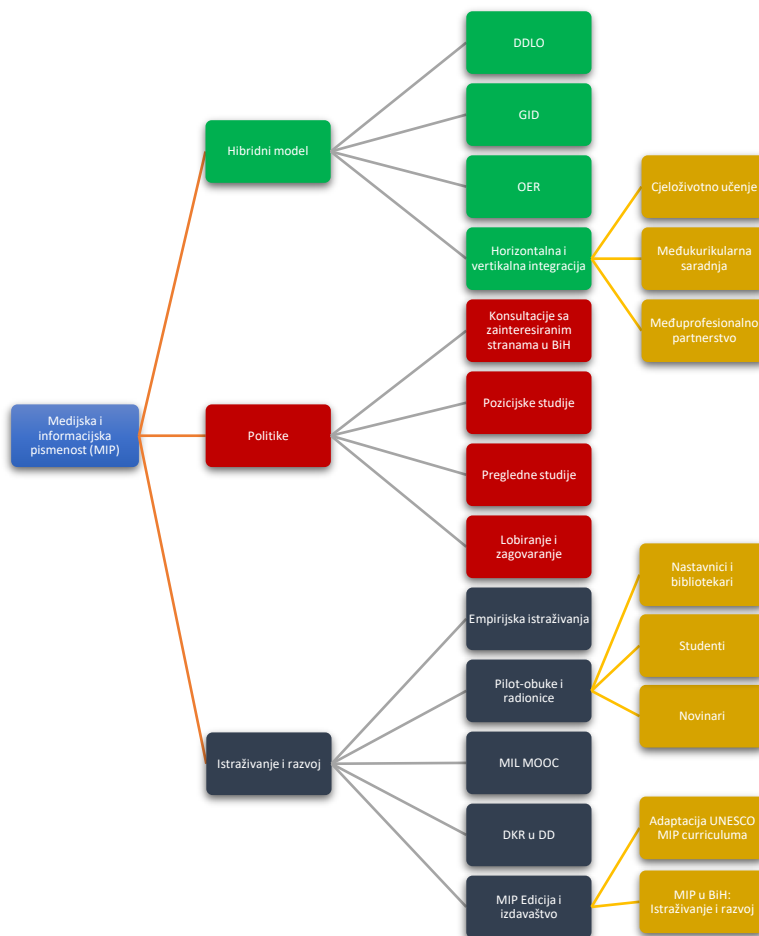 Medijska i
informacijska
pismenost (MIP)
Hibridni model
DDLO
GID
OER
Horizontalna i
vertikalna integracija
Cjeloživotno učenje
Međukurikularna
saradnja
Međuprofesionalno
partnerstvo
Politike
Konsultacije sa
zainteresiranim
stranama u BiH
Pozicijske studije
Pregledne studije
Lobiranje i
zagovaranje
Istraživanje i razvoj
Empirijska istraživanja
Pilot-obuke i
radionice
Nastavnici i
bibliotekari
Studenti
Novinari
MIL MOOC
DKR u DD
MIP Edicija i
izdavaštvo
Adaptacija UNESCO
MIP curriculuma
MIP u BiH:
Istraživanje i razvoj